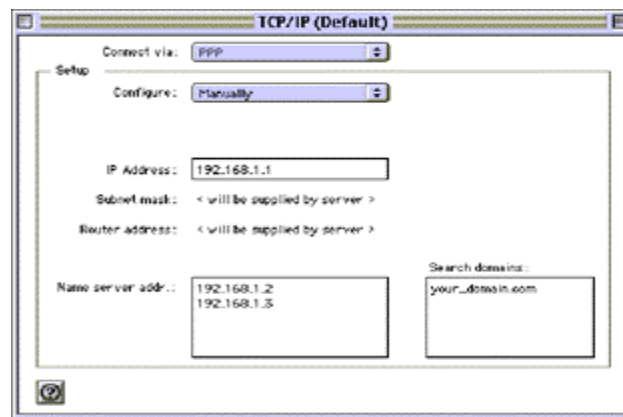 TCP/IP (Default)
Connect via: PPP
Setup
Configure: Manually
IP Address: 192.168.1.1
Subnet mask: < will be supplied by server >
Router address: < will be supplied by server >
Search domains:
Name server addr.: 192.168.1.2 your_domain.com
192.168.1.3
?